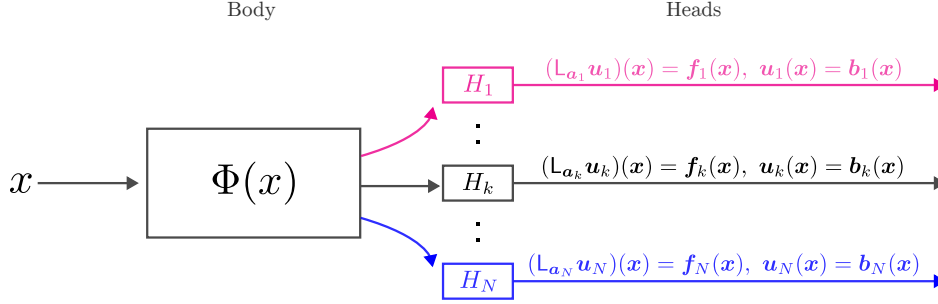 Body Heads
H₁ (L_{a₁}u₁)(x) = f₁(x), u₁(x) = b₁(x)
x Φ(x) H_k (L_{a_k}u_k)(x) = f_k(x), u_k(x) = b_k(x)
H_N (L_{a_N}u_N)(x) = f_N(x), u_N(x) = b_N(x)